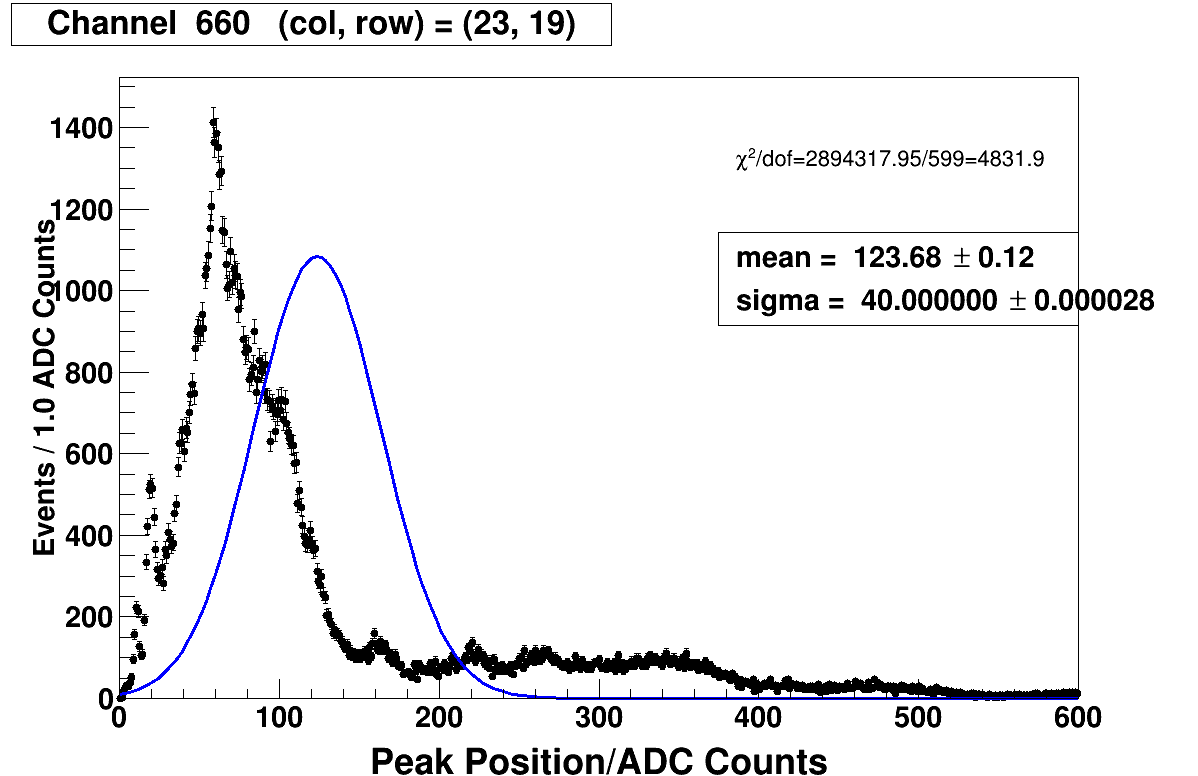 Channel 660 (col, row) = (23, 19)
χ²/dof=2894317.95/599=4831.9
mean = 123.68 ± 0.12
sigma = 40.000000 ± 0.000028
Events / 1.0 ADC Counts
1400
1200
1000
800
600
400
200
0
0 100 200 300 400 500 600
Peak Position/ADC Counts